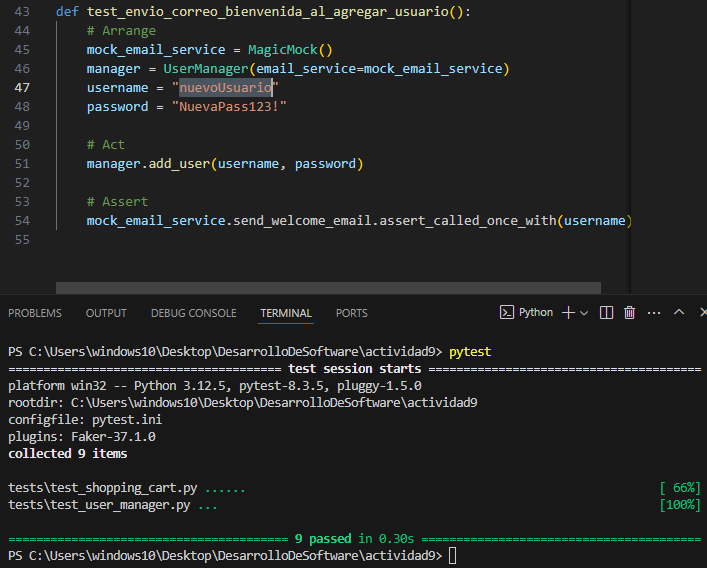 43 def test_envio_correo_bienvenida_al_agregar_usuario():
44 # Arrange
45 mock_email_service = MagicMock()
46 manager = UserManager(email_service=mock_email_service)
47 username = "nuevoUsuario"
48 password = "NuevaPass123!"
49
50 # Act
51 manager.add_user(username, password)
52
53 # Assert
54 mock_email_service.send_welcome_email.assert_called_once_with(username)
55
PROBLEMS OUTPUT DEBUG CONSOLE TERMINAL PORTS Python
PS C:\Users\windows10\Desktop\DesarrolloDeSoftware\actividad9> pytest
======================================= test session starts =======================================
platform win32 -- Python 3.12.5, pytest-8.3.5, pluggy-1.5.0
rootdir: C:\Users\windows10\Desktop\DesarrolloDeSoftware\actividad9
configfile: pytest.ini
plugins: Faker-37.1.0
collected 9 items
tests\test_shopping_cart.py ...... [ 66%]
tests\test_user_manager.py ... [100%]
======================================== 9 passed in 0.30s ========================================
PS C:\Users\windows10\Desktop\DesarrolloDeSoftware\actividad9>